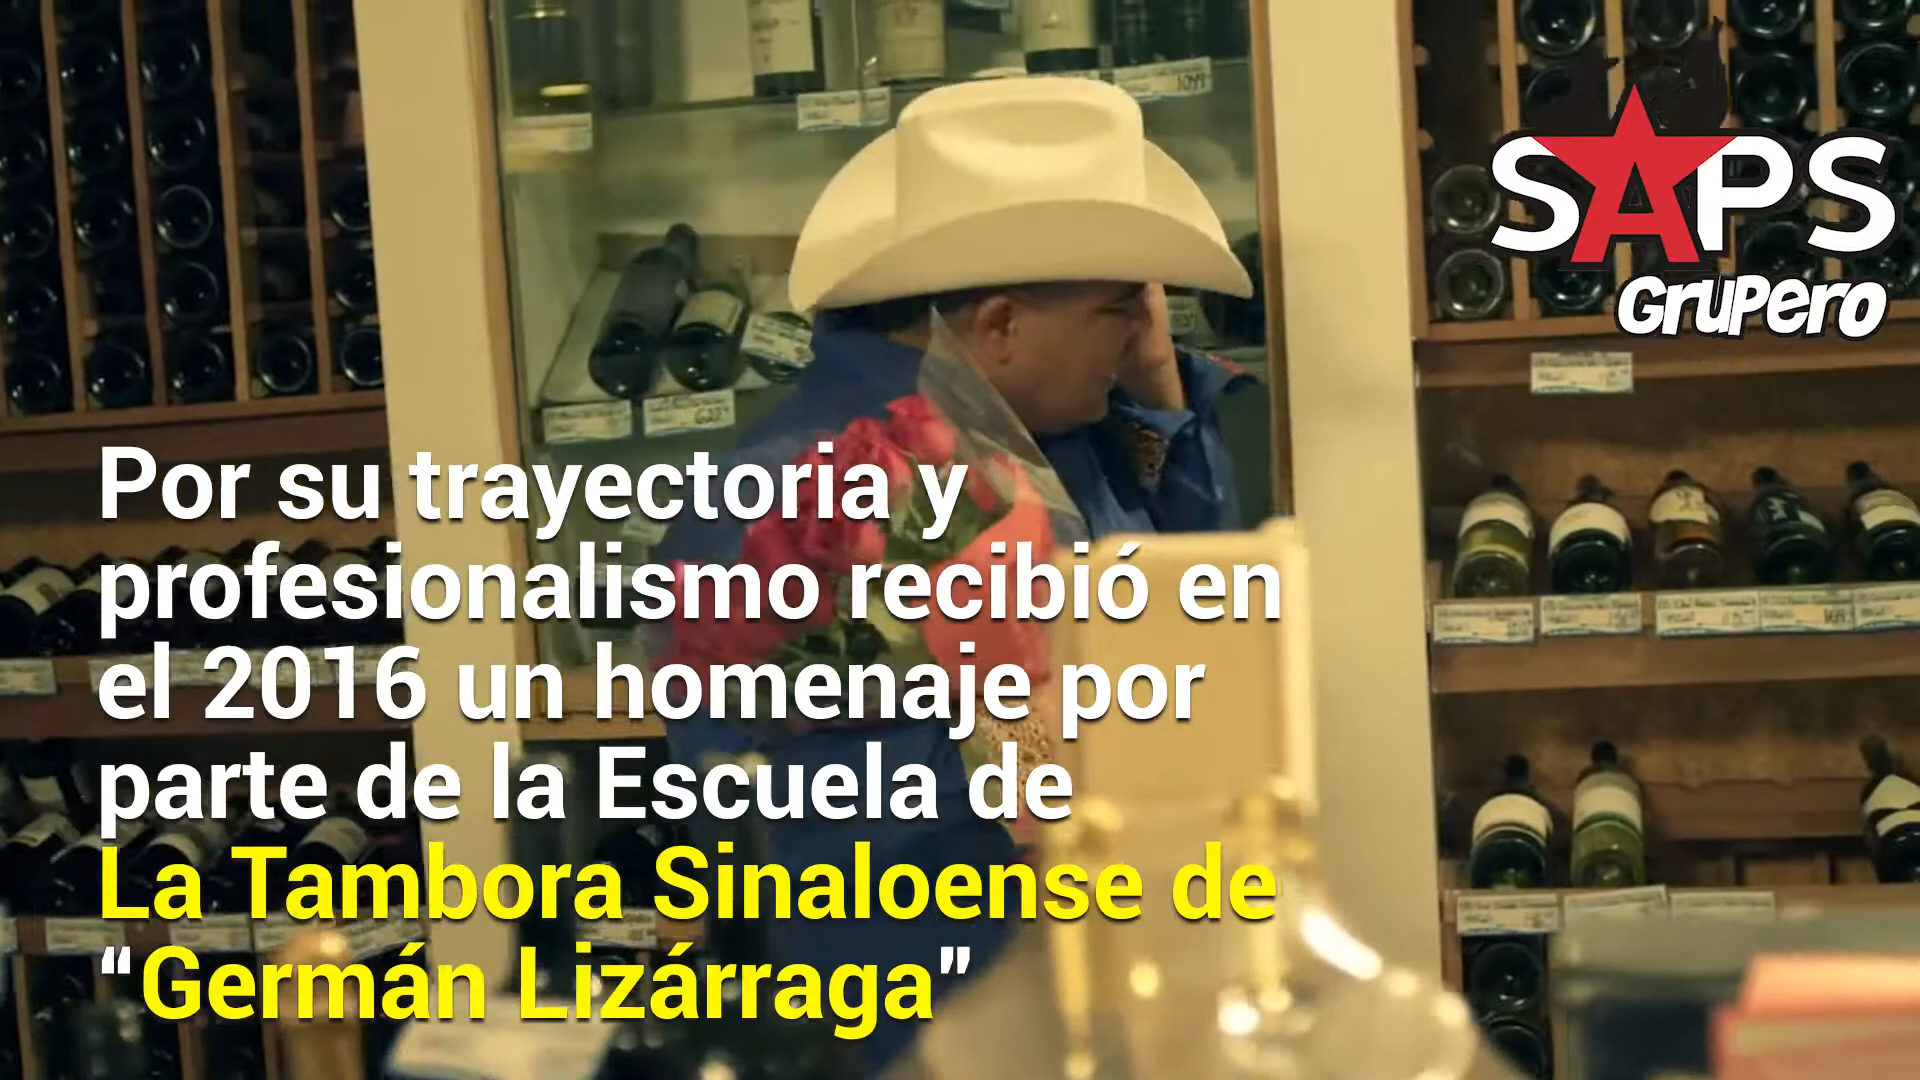 SAPS
GRUPERO
Por su trayectoria y
profesionalismo recibió en
el 2016 un homenaje por
parte de la Escuela de
La Tambora Sinaloense de
“Germán Lizárraga”